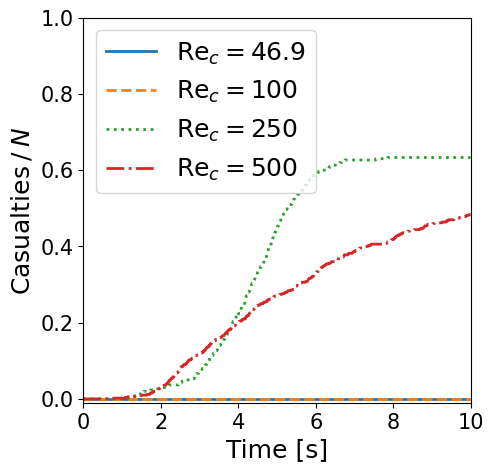 1.0
0.8
0.6
0.4
0.2
0.0
Casualties / N
Re_c = 46.9
Re_c = 100
Re_c = 250
Re_c = 500
0 2 4 6 8 10
Time [s]